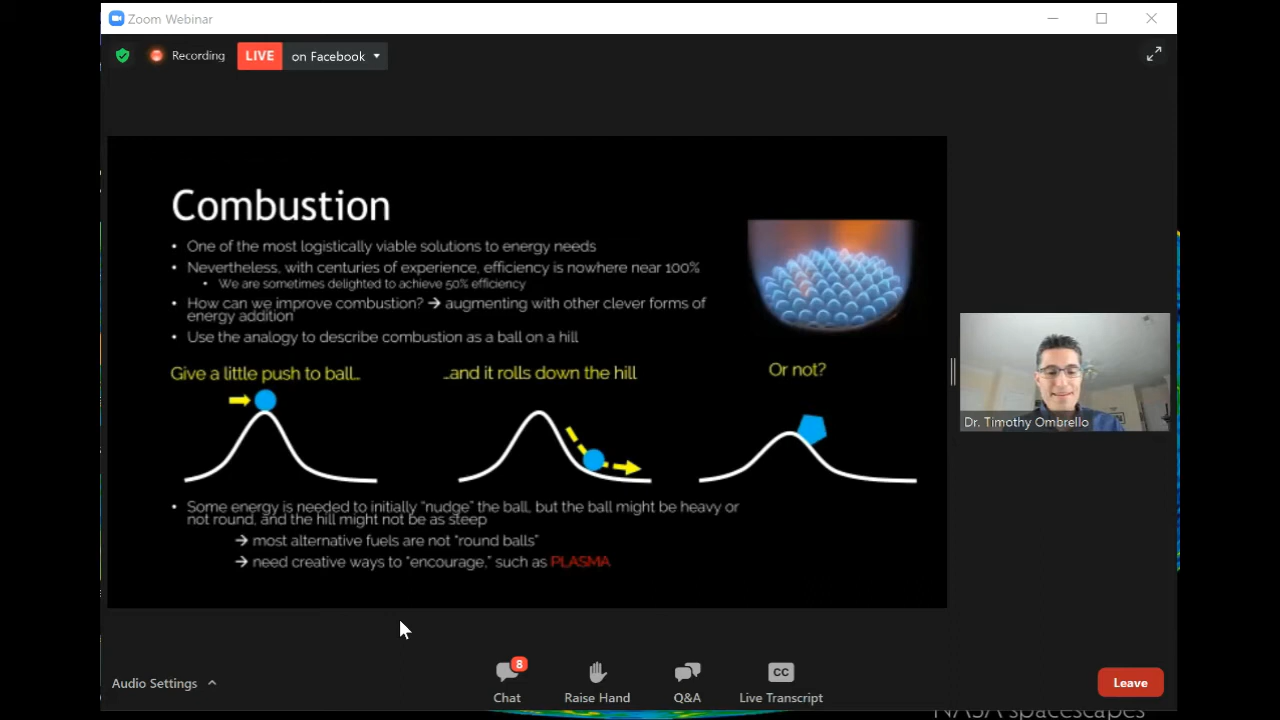 Zoom Webinar
Recording
LIVE
on Facebook
Combustion
• One of the most logistically viable solutions to energy needs
• Nevertheless, with centuries of experience, efficiency is nowhere near 100%
• We are sometimes delighted to achieve 50% efficiency
• How can we improve combustion? → augmenting with other clever forms of
energy addition
• Use the analogy to describe combustion as a ball on a hill
Give a little push to ball...
...and it rolls down the hill
Or not?
• Some energy is needed to initially “nudge” the ball, but the ball might be heavy or
not round, and the hill might not be as steep
→ most alternative fuels are not “round balls”
→ need creative ways to “encourage,” such as PLASMA
Dr. Timothy Ombrello
Audio Settings
8
Chat
Raise Hand
Q&A
CC
Live Transcript
Leave
NASA spacescapes